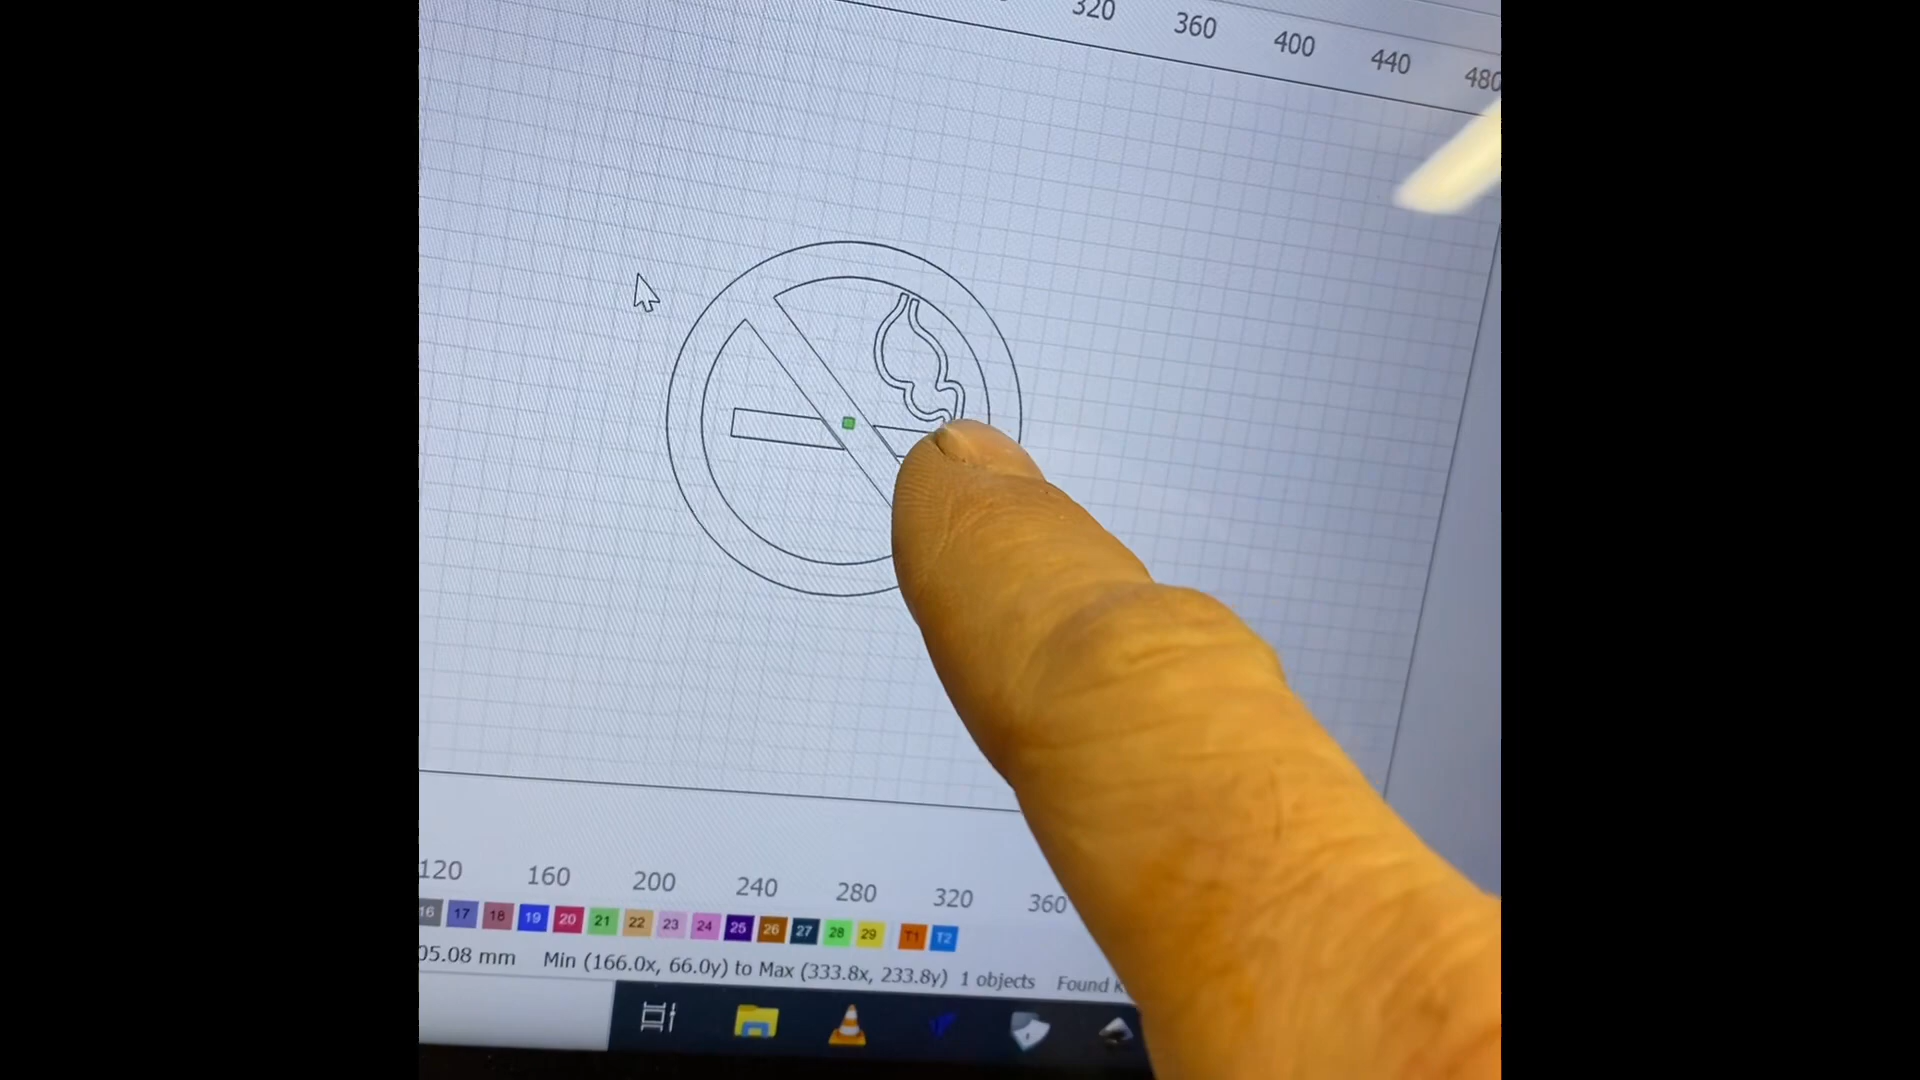 320 360 400 440 480
120 160 200 240 280 320 360
16 17 18 19 20 21 22 23 24 25 26 27 28 29 T1 T2
05.08 mm Min (166.0x, 66.0y) to Max (333.8x, 233.8y) 1 objects Found